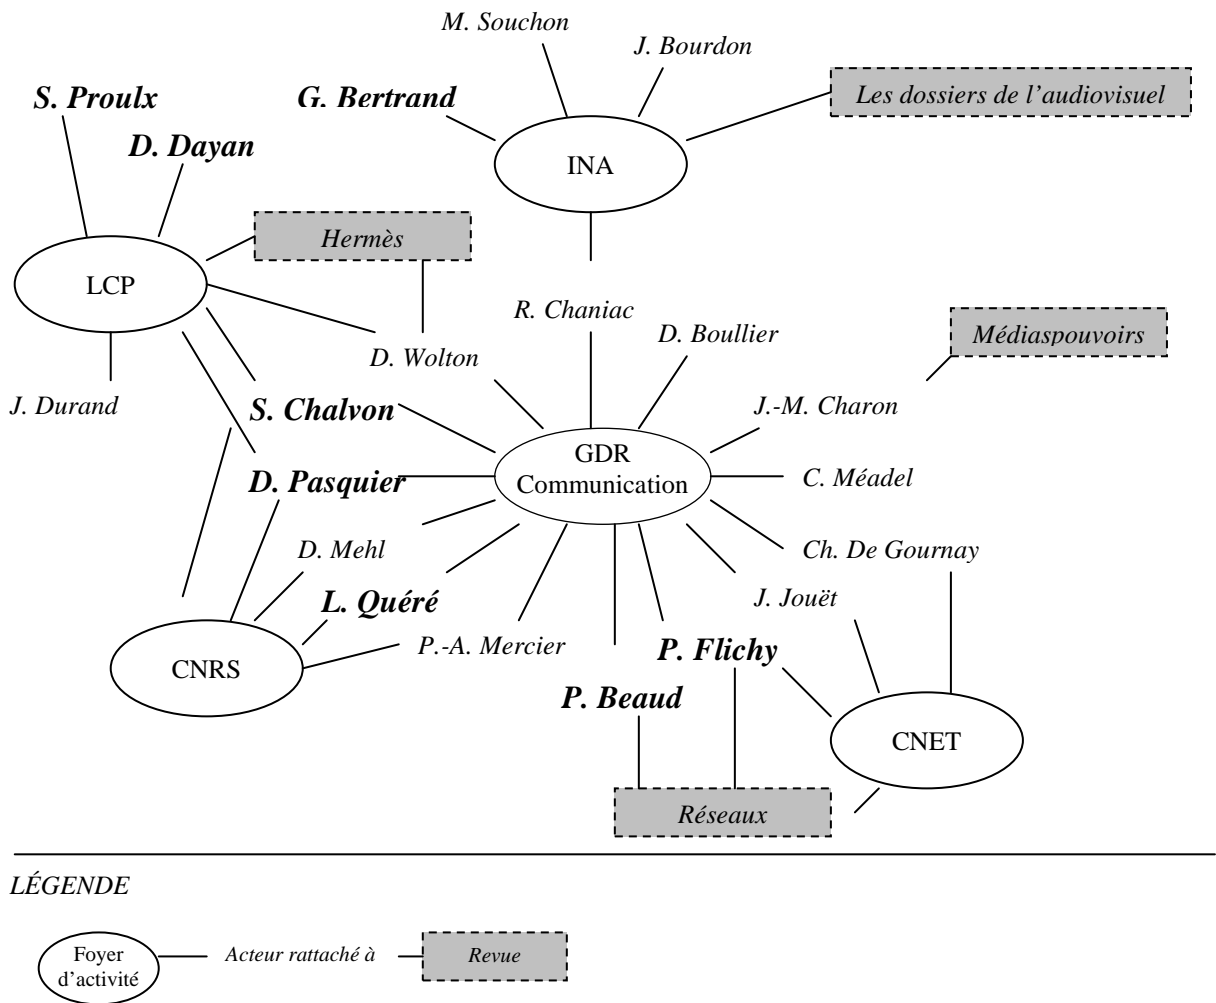 M. Souchon
J. Bourdon
S. Proulx
G. Bertrand
Les dossiers de l'audiovisuel
D. Dayan
INA
Hermès
LCP
R. Chaniac
D. Boullier
Médiaspouvoirs
D. Wolton
J. Durand
S. Chalvon
J.-M. Charon
GDR
Communication
D. Pasquier
C. Méadel
D. Mehl
Ch. De Gournay
L. Quéré
J. Jouët
P.-A. Mercier
P. Flichy
CNRS
P. Beaud
CNET
Réseaux
LÉGENDE
Foyer
d'activité
Acteur rattaché à
Revue